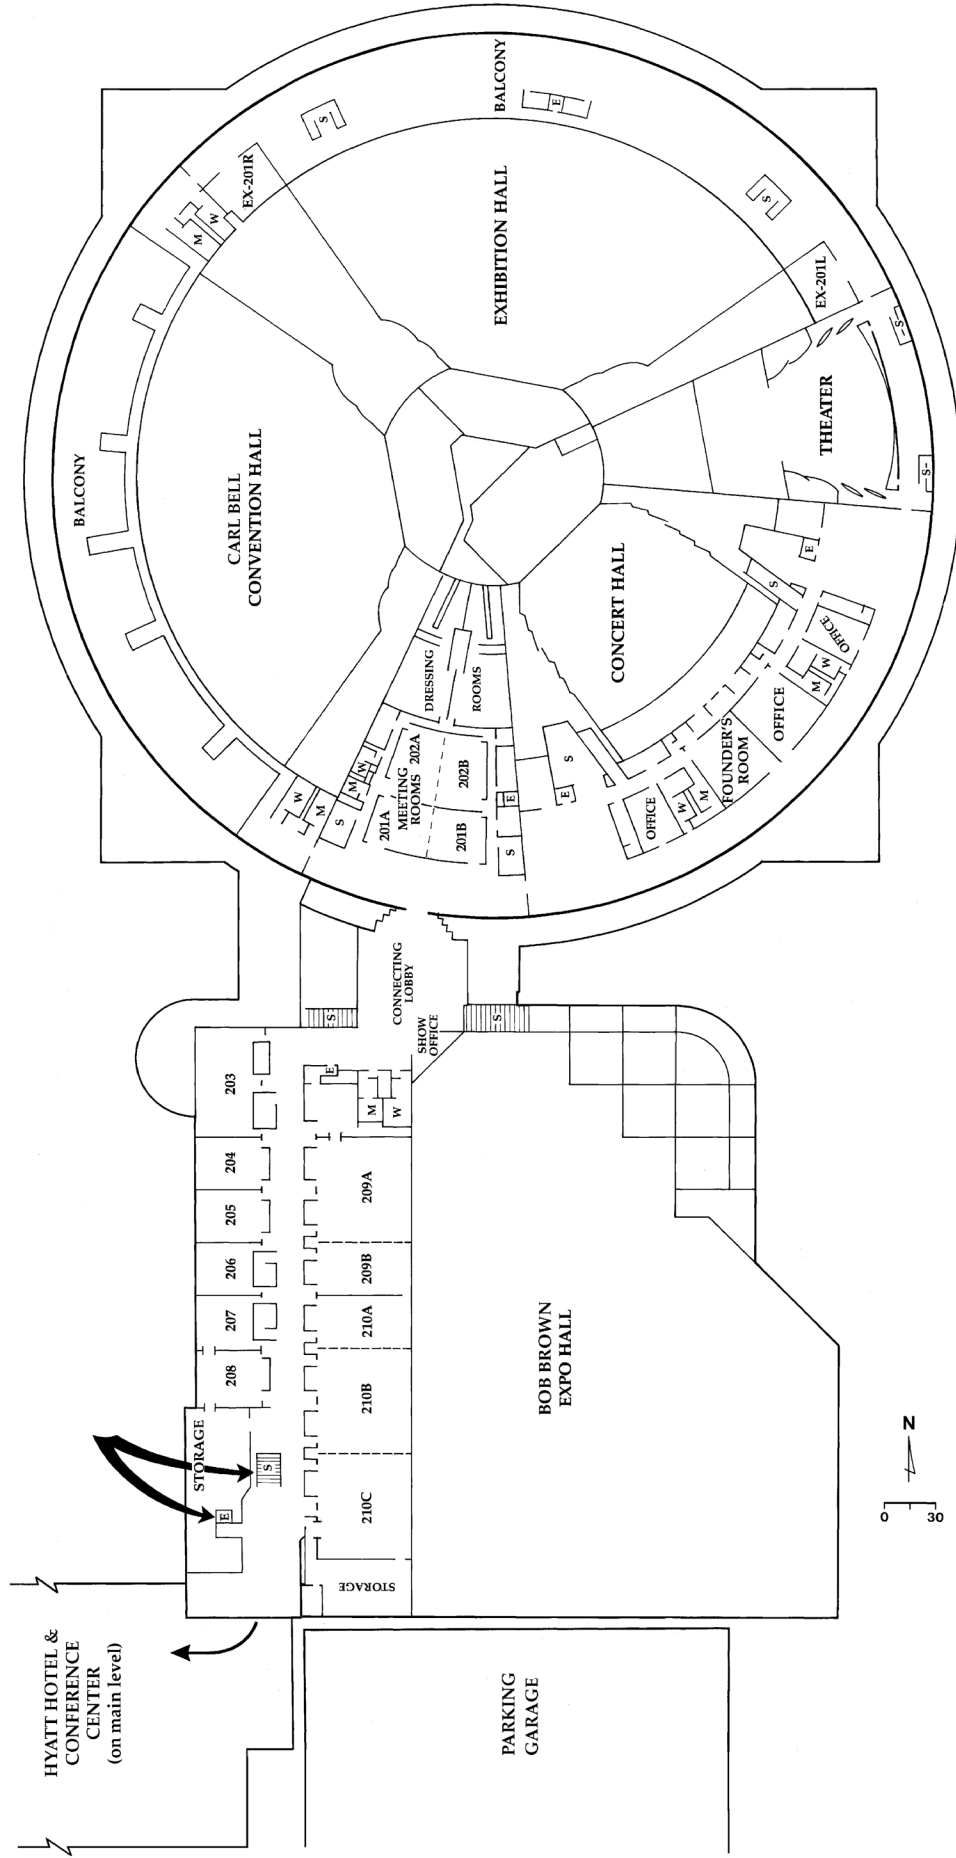 BALCONY
EX-201R
M
W
S
E
BALCONY
EXHIBITION HALL
S
EX-201L
S
THEATER
S
E
CARL BELL
CONVENTION HALL
BALCONY
CONCERT HALL
S
OFFICE
W
M
OFFICE
FOUNDER'S
ROOM
M
W
OFFICE
S
E
DRESSING
ROOMS
W
M
202A
MEETING
ROOMS
201A
202B
201B
E
S
W
M
S
CONNECTING
LOBBY
SHOW
OFFICE
S
S
E
M
W
203
204
205
206
207
208
STORAGE
S
E
209A
209B
210A
210B
210C
STORAGE
BOB BROWN
EXPO HALL
HYATT HOTEL &
CONFERENCE
CENTER
(on main level)
PARKING
GARAGE
N
0
30